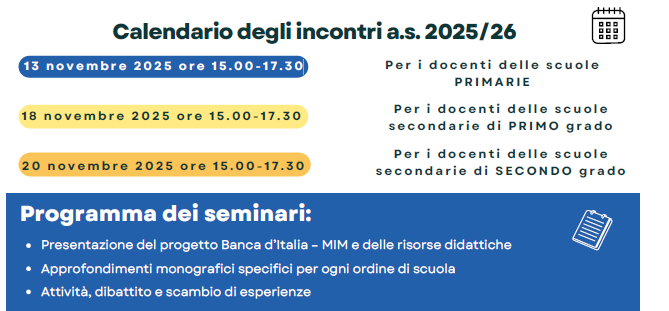 Calendario degli incontri a.s. 2025/26
13 novembre 2025 ore 15.00-17.30
Per i docenti delle scuole
PRIMARIE
18 novembre 2025 ore 15.00-17.30
Per i docenti delle scuole
secondarie di PRIMO grado
20 novembre 2025 ore 15.00-17.30
Per i docenti delle scuole
secondarie di SECONDO grado
Programma dei seminari:
• Presentazione del progetto Banca d'Italia – MIM e delle risorse didattiche
• Approfondimenti monografici specifici per ogni ordine di scuola
• Attività, dibattito e scambio di esperienze